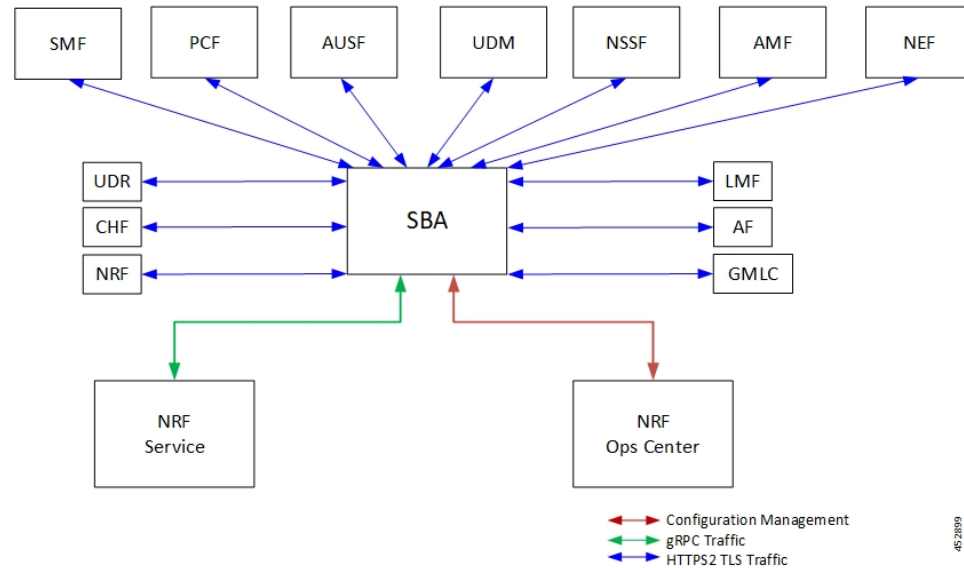 SMF
PCF
AUSF
UDM
NSSF
AMF
NEF
UDR
LMF
CHF
SBA
AF
NRF
GMLC
NRF
Service
NRF
Ops Center
Configuration Management
gRPC Traffic
HTTPS2 TLS Traffic
452899